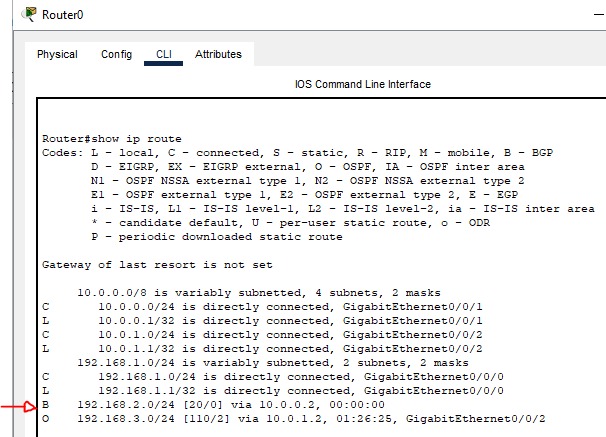 Router0
Physical Config CLI Attributes
IOS Command Line Interface
Router#show ip route
Codes: L - local, C - connected, S - static, R - RIP, M - mobile, B - BGP
D - EIGRP, EX - EIGRP external, O - OSPF, IA - OSPF inter area
N1 - OSPF NSSA external type 1, N2 - OSPF NSSA external type 2
E1 - OSPF external type 1, E2 - OSPF external type 2, E - EGP
i - IS-IS, L1 - IS-IS level-1, L2 - IS-IS level-2, ia - IS-IS inter area
* - candidate default, U - per-user static route, o - ODR
P - periodic downloaded static route
Gateway of last resort is not set
10.0.0.0/8 is variably subnetted, 4 subnets, 2 masks
C 10.0.0.0/24 is directly connected, GigabitEthernet0/0/1
L 10.0.0.1/32 is directly connected, GigabitEthernet0/0/1
C 10.0.1.0/24 is directly connected, GigabitEthernet0/0/2
L 10.0.1.1/32 is directly connected, GigabitEthernet0/0/2
192.168.1.0/24 is variably subnetted, 2 subnets, 2 masks
C 192.168.1.0/24 is directly connected, GigabitEthernet0/0/0
L 192.168.1.1/32 is directly connected, GigabitEthernet0/0/0
B 192.168.2.0/24 [20/0] via 10.0.0.2, 00:00:00
O 192.168.3.0/24 [110/2] via 10.0.1.2, 01:26:25, GigabitEthernet0/0/2